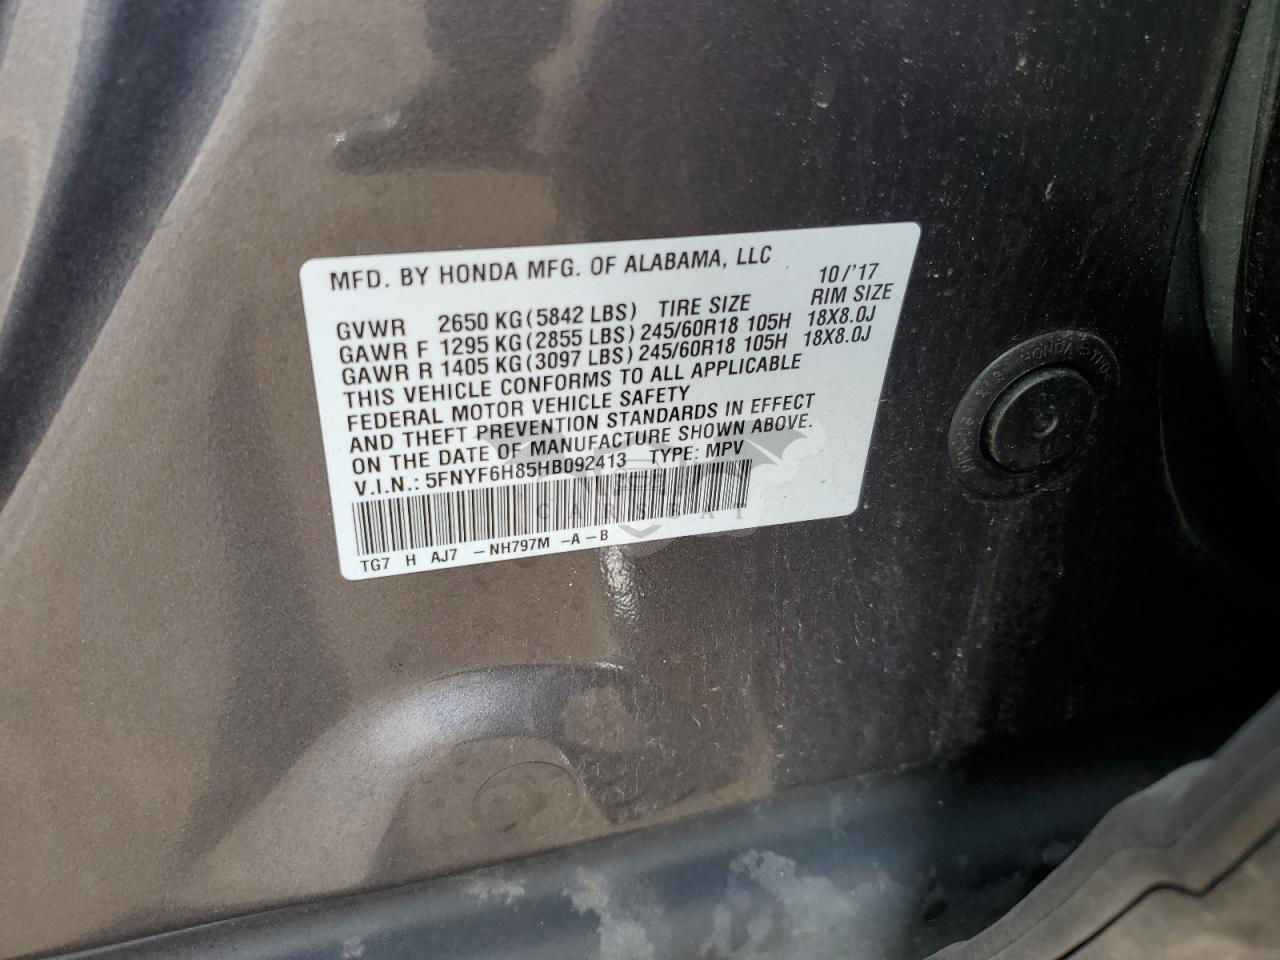 MFD. BY HONDA MFG. OF ALABAMA, LLC
10/'17
GVWR 2650 KG(5842 LBS) TIRE SIZE RIM SIZE
GAWR F 1295 KG(2855 LBS) 245/60R18 105H 18X8.0J
GAWR R 1405 KG(3097 LBS) 245/60R18 105H 18X8.0J
THIS VEHICLE CONFORMS TO ALL APPLICABLE
FEDERAL MOTOR VEHICLE SAFETY
AND THEFT PREVENTION STANDARDS IN EFFECT
ON THE DATE OF MANUFACTURE SHOWN ABOVE.
V.I.N.: 5FNYF6H85HB092413 TYPE: MPV
TG7 H AJ7 –NH797M –A–B
HONDA